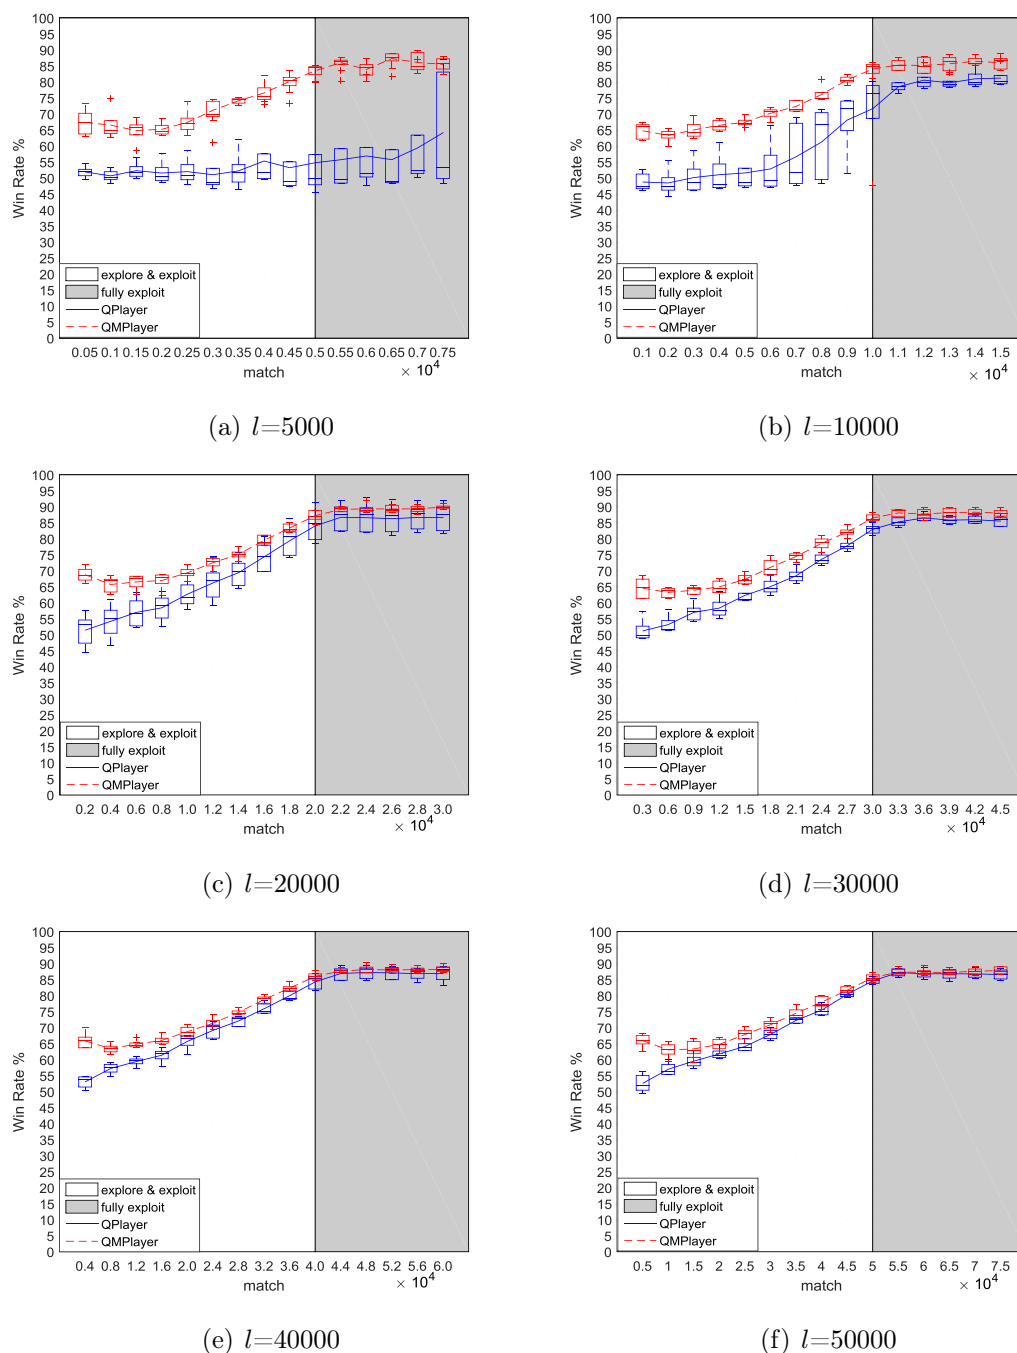 100
95
90
85
80
75
70
65
60
55
50
45
40
35
30
25
20
15
10
5
0
Win Rate %
explore & exploit
fully exploit
QPlayer
QMPlayer
0.05 0.1 0.15 0.2 0.25 0.3 0.35 0.4 0.45 0.5 0.55 0.6 0.65 0.7 0.75
match
× 10^4
(a) l=5000
100
95
90
85
80
75
70
65
60
55
50
45
40
35
30
25
20
15
10
5
0
Win Rate %
explore & exploit
fully exploit
QPlayer
QMPlayer
0.1 0.2 0.3 0.4 0.5 0.6 0.7 0.8 0.9 1.0 1.1 1.2 1.3 1.4 1.5
match
× 10^4
(b) l=10000
100
95
90
85
80
75
70
65
60
55
50
45
40
35
30
25
20
15
10
5
0
Win Rate %
explore & exploit
fully exploit
QPlayer
QMPlayer
0.2 0.4 0.6 0.8 1.0 1.2 1.4 1.6 1.8 2.0 2.2 2.4 2.6 2.8 3.0
match
× 10^4
(c) l=20000
100
95
90
85
80
75
70
65
60
55
50
45
40
35
30
25
20
15
10
5
0
Win Rate %
explore & exploit
fully exploit
QPlayer
QMPlayer
0.3 0.6 0.9 1.2 1.5 1.8 2.1 2.4 2.7 3.0 3.3 3.6 3.9 4.2 4.5
match
× 10^4
(d) l=30000
100
95
90
85
80
75
70
65
60
55
50
45
40
35
30
25
20
15
10
5
0
Win Rate %
explore & exploit
fully exploit
QPlayer
QMPlayer
0.4 0.8 1.2 1.6 2.0 2.4 2.8 3.2 3.6 4.0 4.4 4.8 5.2 5.6 6.0
match
× 10^4
(e) l=40000
100
95
90
85
80
75
70
65
60
55
50
45
40
35
30
25
20
15
10
5
0
Win Rate %
explore & exploit
fully exploit
QPlayer
QMPlayer
0.5 1 1.5 2 2.5 3 3.5 4 4.5 5 5.5 6 6.5 7 7.5
match
× 10^4
(f) l=50000